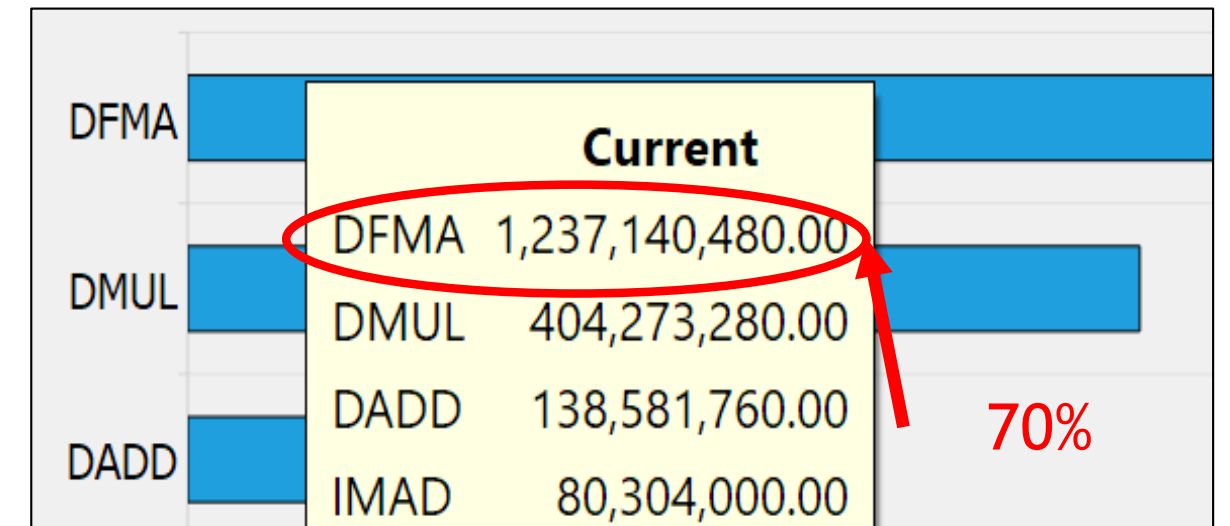 DFMA
DMUL
DADD
Current
DFMA 1,237,140,480.00
DMUL 404,273,280.00
DADD 138,581,760.00
IMAD 80,304,000.00
70%